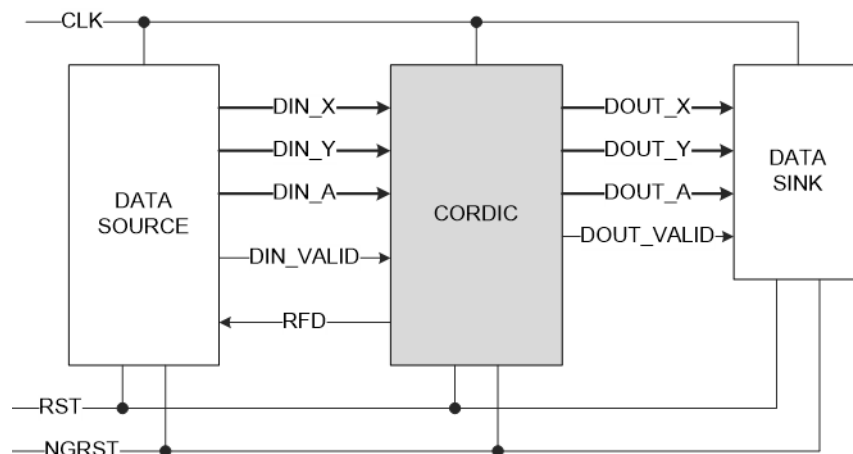 CLK
DIN_X
DOUT_X
DIN_Y
DOUT_Y
DATA
SINK
DATA
SOURCE
DIN_A
CORDIC
DOUT_A
DIN_VALID
DOUT_VALID
RFD
RST
NGRST